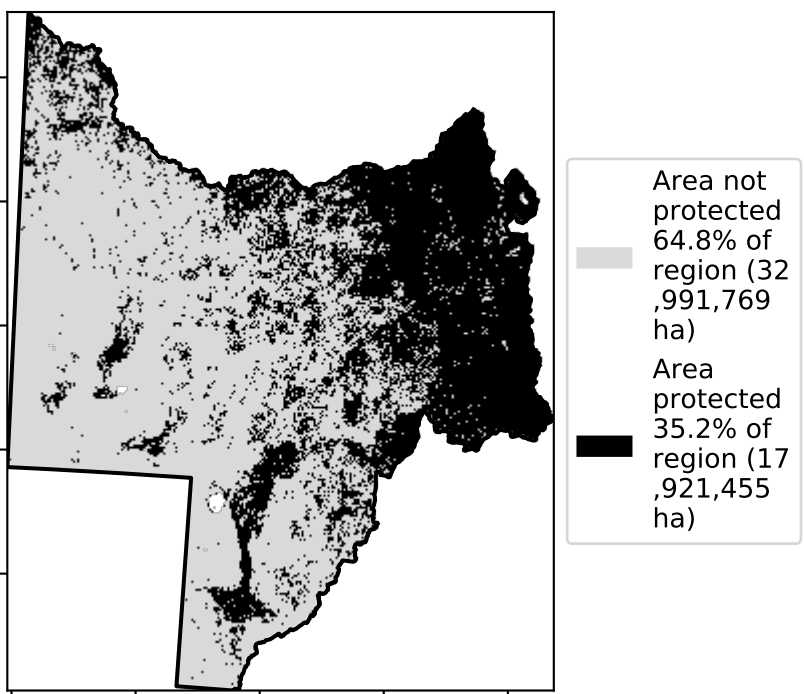 Area not
protected
64.8% of
region (32
,991,769
ha)
Area
protected
35.2% of
region (17
,921,455
ha)